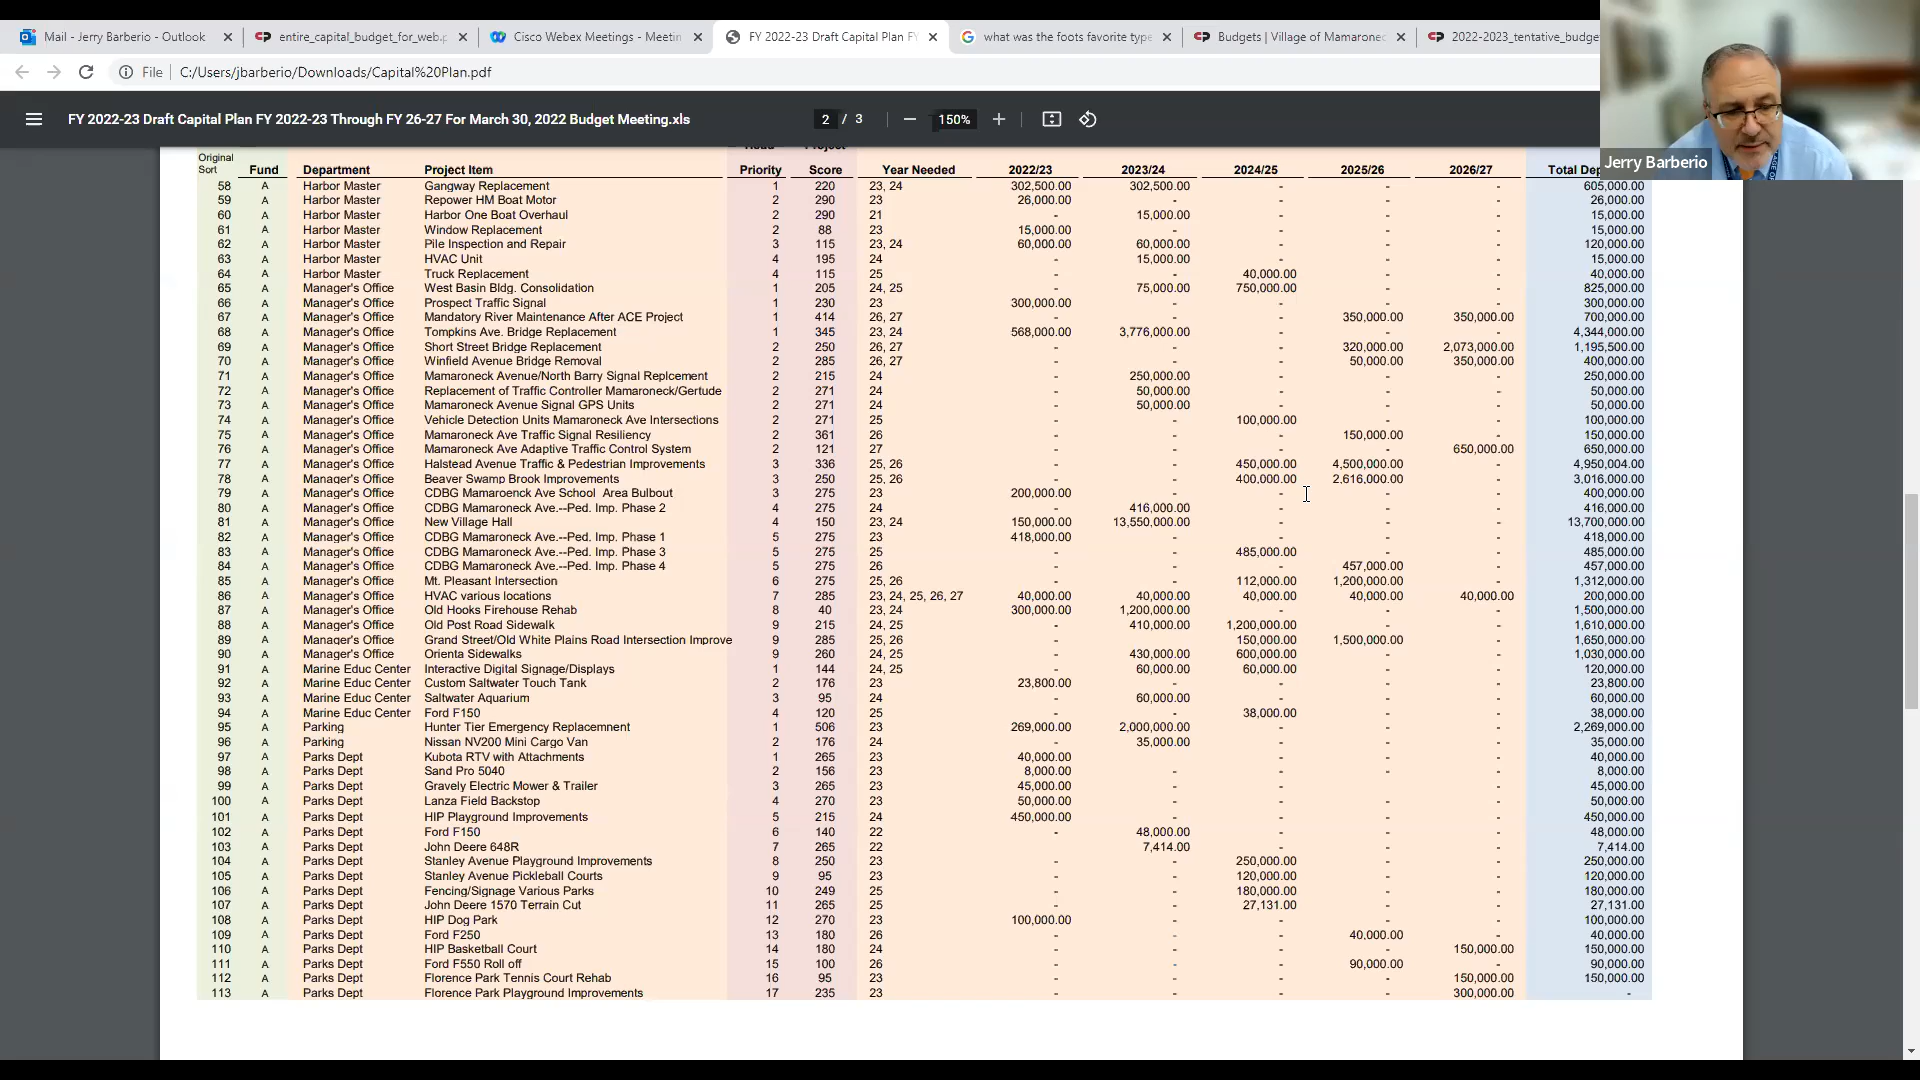 Mail - Jerry Barberio - Outlook
entire_capital_budget_for_web.p
Cisco Webex Meetings - Meetin
FY 2022-23 Draft Capital Plan FY
what was the foots favorite type
Budgets | Village of Mamaronec
2022-2023_tentative_budge
File C:/Users/jbarberio/Downloads/Capital%20Plan.pdf
FY 2022-23 Draft Capital Plan FY 2022-23 Through FY 26-27 For March 30, 2022 Budget Meeting.xls 2 / 3 150%
Jerry Barberio
Original
Sort Fund Department Project Item Priority Score Year Needed 2022/23 2023/24 2024/25 2025/26 2026/27 Total Dep
58 A Harbor Master Gangway Replacement 1 220 23, 24 302,500.00 302,500.00 - - - 605,000.00
59 A Harbor Master Repower HM Boat Motor 2 290 23 26,000.00 - - - 26,000.00
60 A Harbor Master Harbor One Boat Overhaul 2 290 21 - 15,000.00 - - - 15,000.00
61 A Harbor Master Window Replacement 2 88 23 15,000.00 - - - - 15,000.00
62 A Harbor Master Pile Inspection and Repair 3 115 23, 24 60,000.00 60,000.00 - - - 120,000.00
63 A Harbor Master HVAC Unit 4 195 24 - 15,000.00 - - - 15,000.00
64 A Harbor Master Truck Replacement 4 115 25 - - 40,000.00 - - 40,000.00
65 A Manager's Office West Basin Bldg. Consolidation 1 205 24, 25 - 75,000.00 750,000.00 - - 825,000.00
66 A Manager's Office Prospect Traffic Signal 1 230 23 300,000.00 - - - - 300,000.00
67 A Manager's Office Mandatory River Maintenance After ACE Project 1 414 26, 27 - - - 350,000.00 350,000.00 700,000.00
68 A Manager's Office Tompkins Ave. Bridge Replacement 1 345 23, 24 568,000.00 3,776,000.00 - - - 4,344,000.00
69 A Manager's Office Short Street Bridge Replacement 2 250 26, 27 - - - 320,000.00 2,073,000.00 1,195,500.00
70 A Manager's Office Winfield Avenue Bridge Removal 2 285 26, 27 - - - 50,000.00 350,000.00 400,000.00
71 A Manager's Office Mamaroneck Avenue/North Barry Signal Replcement 2 215 24 - 250,000.00 - - - 250,000.00
72 A Manager's Office Replacement of Traffic Controller Mamaroneck/Gertude 2 271 24 - 50,000.00 - - - 50,000.00
73 A Manager's Office Mamaroneck Avenue Signal GPS Units 2 271 24 - 50,000.00 - - - 50,000.00
74 A Manager's Office Vehicle Detection Units Mamaroneck Ave Intersections 2 271 25 - - 100,000.00 - - 100,000.00
75 A Manager's Office Mamaroneck Ave Traffic Signal Resiliency 2 361 26 - - - 150,000.00 - 150,000.00
76 A Manager's Office Mamaroneck Ave Adaptive Traffic Control System 2 121 27 - - - - 650,000.00 650,000.00
77 A Manager's Office Halstead Avenue Traffic & Pedestrian Improvements 3 336 25, 26 - - 450,000.00 4,500,000.00 - 4,950,004.00
78 A Manager's Office Beaver Swamp Brook Improvements 3 250 25, 26 - - 400,000.00 2,616,000.00 - 3,016,000.00
79 A Manager's Office CDBG Mamaroenck Ave School Area Bulbout 3 275 23 200,000.00 - - - - 400,000.00
80 A Manager's Office CDBG Mamaroneck Ave.--Ped. Imp. Phase 2 4 275 24 - 416,000.00 - - - 416,000.00
81 A Manager's Office New Village Hall 4 150 23, 24 150,000.00 13,550,000.00 - - - 13,700,000.00
82 A Manager's Office CDBG Mamaroneck Ave.--Ped. Imp. Phase 1 5 275 23 418,000.00 - - - - 418,000.00
83 A Manager's Office CDBG Mamaroneck Ave.--Ped. Imp. Phase 3 5 275 25 - - 485,000.00 - - 485,000.00
84 A Manager's Office CDBG Mamaroneck Ave.--Ped. Imp. Phase 4 5 275 26 - - - 457,000.00 - 457,000.00
85 A Manager's Office Mt. Pleasant Intersection 6 275 25, 26 - - 112,000.00 1,200,000.00 - 1,312,000.00
86 A Manager's Office HVAC various locations 7 285 23, 24, 25, 26, 27 40,000.00 40,000.00 40,000.00 40,000.00 40,000.00 200,000.00
87 A Manager's Office Old Hooks Firehouse Rehab 8 40 23, 24 300,000.00 1,200,000.00 - - - 1,500,000.00
88 A Manager's Office Old Post Road Sidewalk 9 215 24, 25 - 410,000.00 1,200,000.00 - - 1,610,000.00
89 A Manager's Office Grand Street/Old White Plains Road Intersection Improve 9 285 25, 26 - - 150,000.00 1,500,000.00 - 1,650,000.00
90 A Manager's Office Orienta Sidewalks 9 260 24, 25 - 430,000.00 600,000.00 - - 1,030,000.00
91 A Marine Educ Center Interactive Digital Signage/Displays 1 144 24, 25 - 60,000.00 60,000.00 - - 120,000.00
92 A Marine Educ Center Custom Saltwater Touch Tank 2 176 23 23,800.00 - - - - 23,800.00
93 A Marine Educ Center Saltwater Aquarium 3 95 24 - 60,000.00 - - - 60,000.00
94 A Marine Educ Center Ford F150 4 120 25 - - 38,000.00 - - 38,000.00
95 A Parking Hunter Tier Emergency Replacemnent 1 506 23 269,000.00 2,000,000.00 - - - 2,269,000.00
96 A Parking Nissan NV200 Mini Cargo Van 2 176 24 - 35,000.00 - - - 35,000.00
97 A Parks Dept Kubota RTV with Attachments 1 265 23 40,000.00 - - - - 40,000.00
98 A Parks Dept Sand Pro 5040 2 156 23 8,000.00 - - - - 8,000.00
99 A Parks Dept Gravely Electric Mower & Trailer 3 265 23 45,000.00 - - - - 45,000.00
100 A Parks Dept Lanza Field Backstop 4 270 23 50,000.00 - - - - 50,000.00
101 A Parks Dept HIP Playground Improvements 5 215 24 450,000.00 - - - - 450,000.00
102 A Parks Dept Ford F150 6 140 22 - 48,000.00 - - - 48,000.00
103 A Parks Dept John Deere 648R 7 265 22 - 7,414.00 - - - 7,414.00
104 A Parks Dept Stanley Avenue Playground Improvements 8 250 23 - - 250,000.00 - - 250,000.00
105 A Parks Dept Stanley Avenue Pickleball Courts 9 95 23 - - 120,000.00 - - 120,000.00
106 A Parks Dept Fencing/Signage Various Parks 10 249 25 - - 180,000.00 - - 180,000.00
107 A Parks Dept John Deere 1570 Terrain Cut 11 265 25 - - 27,131.00 - - 27,131.00
108 A Parks Dept HIP Dog Park 12 270 23 100,000.00 - - - - 100,000.00
109 A Parks Dept Ford F250 13 180 26 - - - 40,000.00 - 40,000.00
110 A Parks Dept HIP Basketball Court 14 180 24 - - - - 150,000.00 150,000.00
111 A Parks Dept Ford F550 Roll off 15 100 26 - - - 90,000.00 - 90,000.00
112 A Parks Dept Florence Park Tennis Court Rehab 16 95 23 - - - - 150,000.00 150,000.00
113 A Parks Dept Florence Park Playground Improvements 17 235 23 - - - - 300,000.00 -